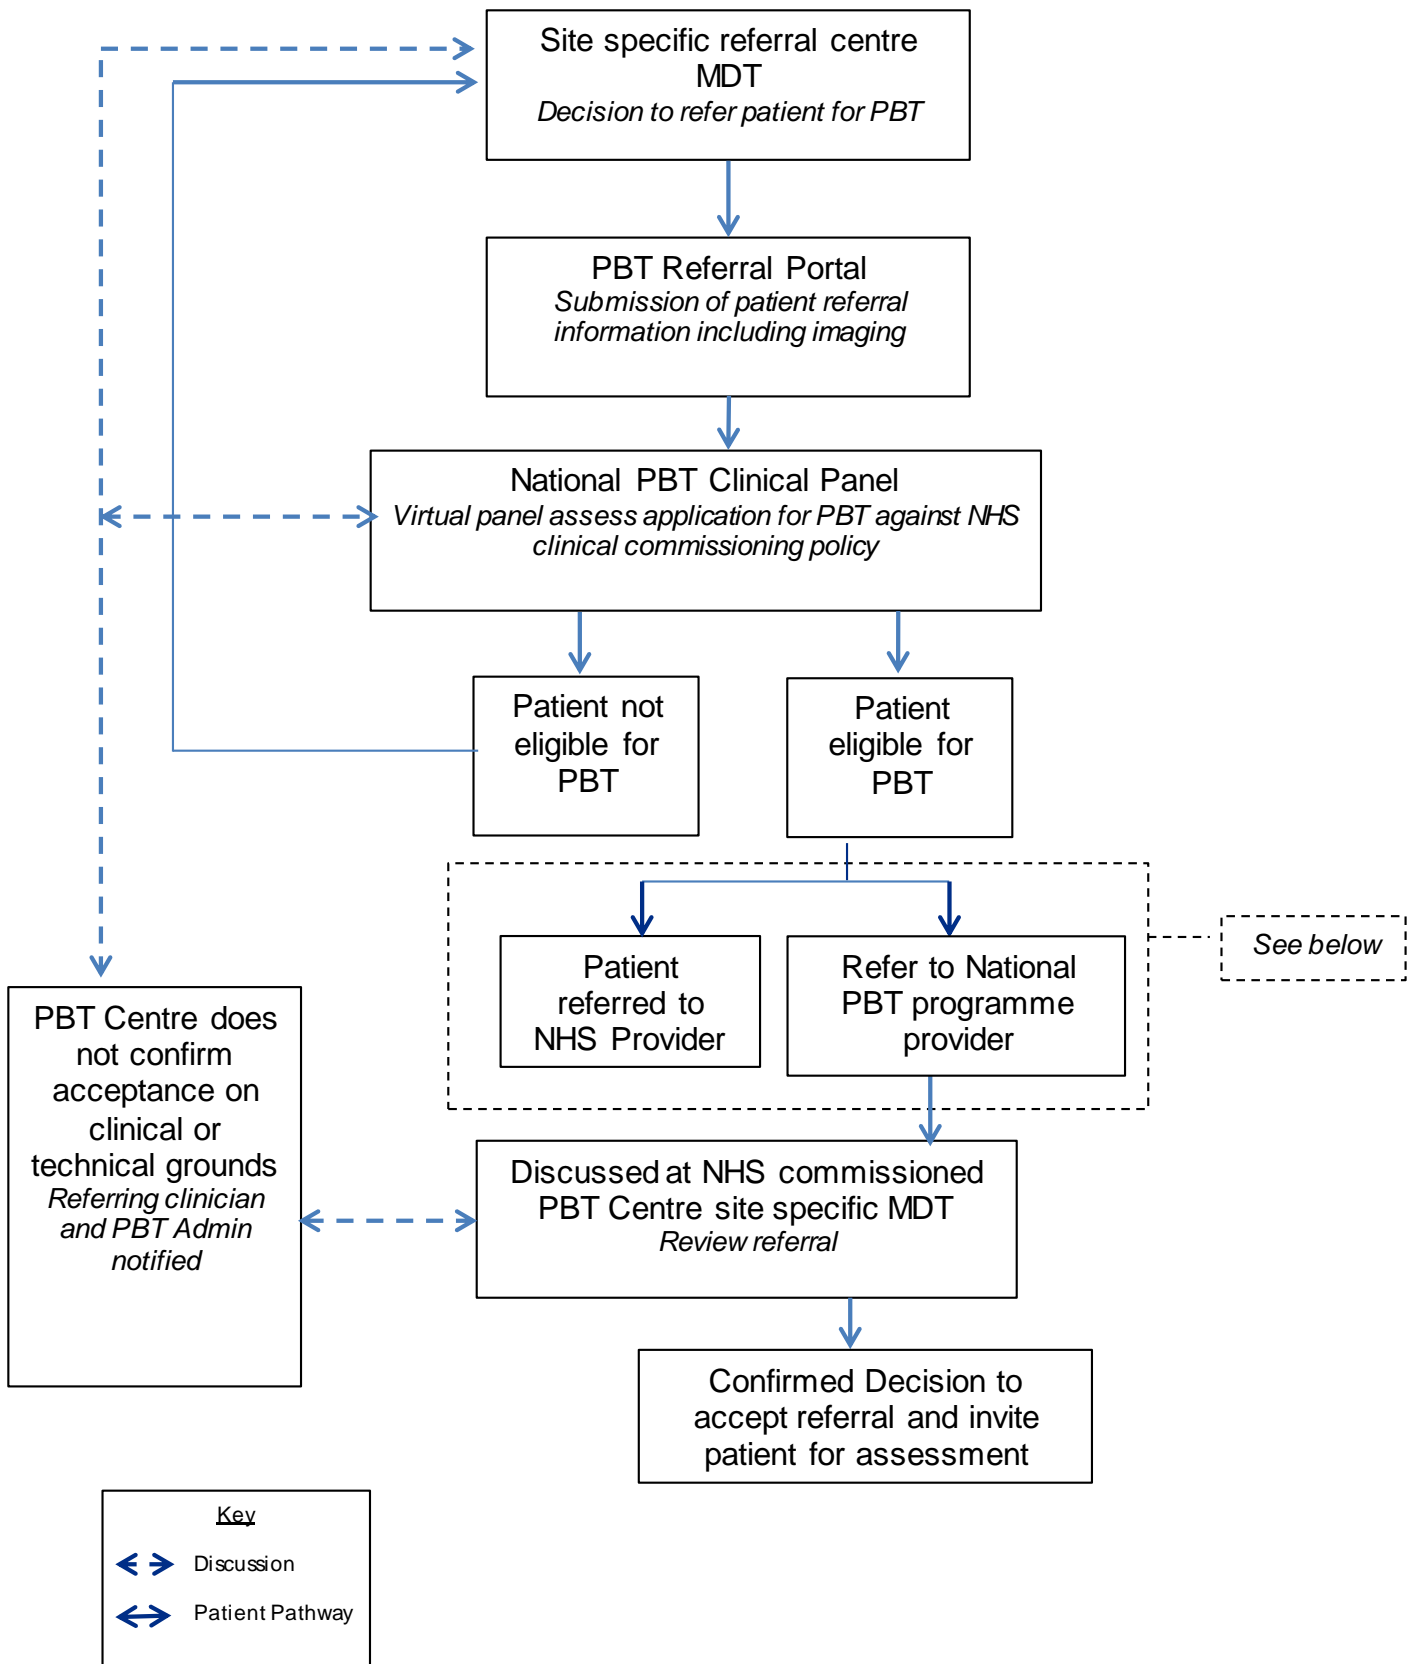 Site specific referral centre
MDT
Decision to refer patient for PBT
PBT Referral Portal
Submission of patient referral
information including imaging
National PBT Clinical Panel
Virtual panel assess application for PBT against NHS
clinical commissioning policy
Patient not
eligible for
PBT
Patient
eligible for
PBT
Patient
referred to
NHS Provider
Refer to National
PBT programme
provider
See below
PBT Centre does
not confirm
acceptance on
clinical or
technical grounds
Referring clinician
and PBT Admin
notified
Discussed at NHS commissioned
PBT Centre site specific MDT
Review referral
Confirmed Decision to
accept referral and invite
patient for assessment
Key
Discussion
Patient Pathway